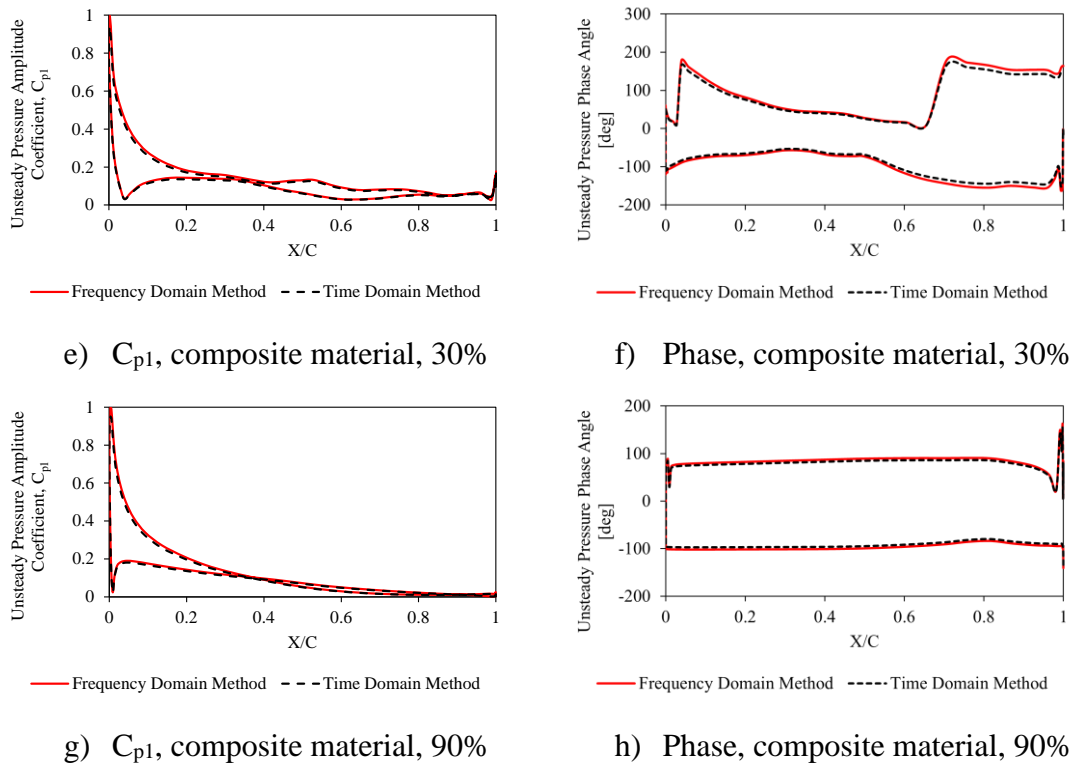 Unsteady Pressure Amplitude
Coefficient, Cp1
1
0.8
0.6
0.4
0.2
0
0 0.2 0.4 0.6 0.8 1
X/C
Frequency Domain Method Time Domain Method
e) Cp1, composite material, 30%
Unsteady Pressure Phase Angle
[deg]
300
200
100
0
-100
-200
0 0.2 0.4 0.6 0.8 1
X/C
Frequency Domain Method Time Domain Method
f) Phase, composite material, 30%
Unsteady Pressure Amplitude
Coefficient, Cp1
1
0.8
0.6
0.4
0.2
0
0 0.2 0.4 0.6 0.8 1
X/C
Frequency Domain Method Time Domain Method
g) Cp1, composite material, 90%
Unsteady Pressure Phase Angle
[deg]
200
100
0
-100
-200
0 0.2 0.4 0.6 0.8 1
X/C
Frequency Domain Method Time Domain Method
h) Phase, composite material, 90%